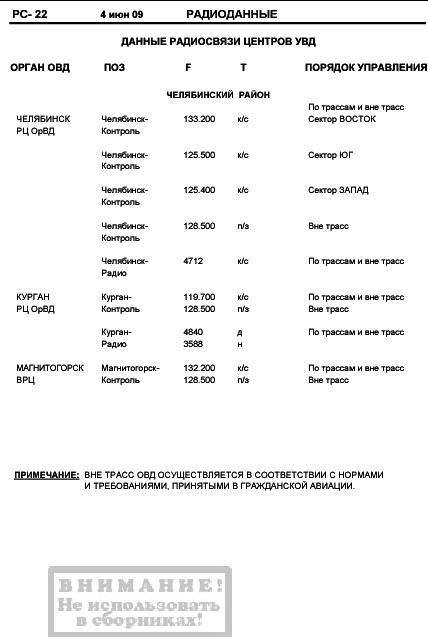 РС- 22 4 июн 09 РАДИОДАННЫЕ
ДАННЫЕ РАДИОСВЯЗИ ЦЕНТРОВ УВД
ОРГАН ОВД ПОЗ F T ПОРЯДОК УПРАВЛЕНИЯ
ЧЕЛЯБИНСКИЙ РАЙОН
По трассам и вне трасс
ЧЕЛЯБИНСК Челябинск- 133.200 к/с Сектор ВОСТОК
РЦ ОрВД Контроль
Челябинск- 125.500 к/с Сектор ЮГ
Контроль
Челябинск- 125.400 к/с Сектор ЗАПАД
Контроль
Челябинск- 128.500 п/з Вне трасс
Контроль
Челябинск- 4712 к/с По трассам и вне трасс
Радио
КУРГАН Курган- 119.700 к/с По трассам и вне трасс
РЦ ОрВД Контроль 128.500 п/з Вне трасс
Курган- 4840 д По трассам и вне трасс
Радио 3588 н
МАГНИТОГОРСК Магнитогорск- 132.200 к/с По трассам и вне трасс
ВРЦ Контроль 128.500 п/з Вне трасс
ПРИМЕЧАНИЕ: ВНЕ ТРАСС ОВД ОСУЩЕСТВЛЯЕТСЯ В СООТВЕТСТВИИ С НОРМАМИ
И ТРЕБОВАНИЯМИ, ПРИНЯТЫМИ В ГРАЖДАНСКОЙ АВИАЦИИ.
ВНИМАНИЕ!
Не использовать
в сборниках!